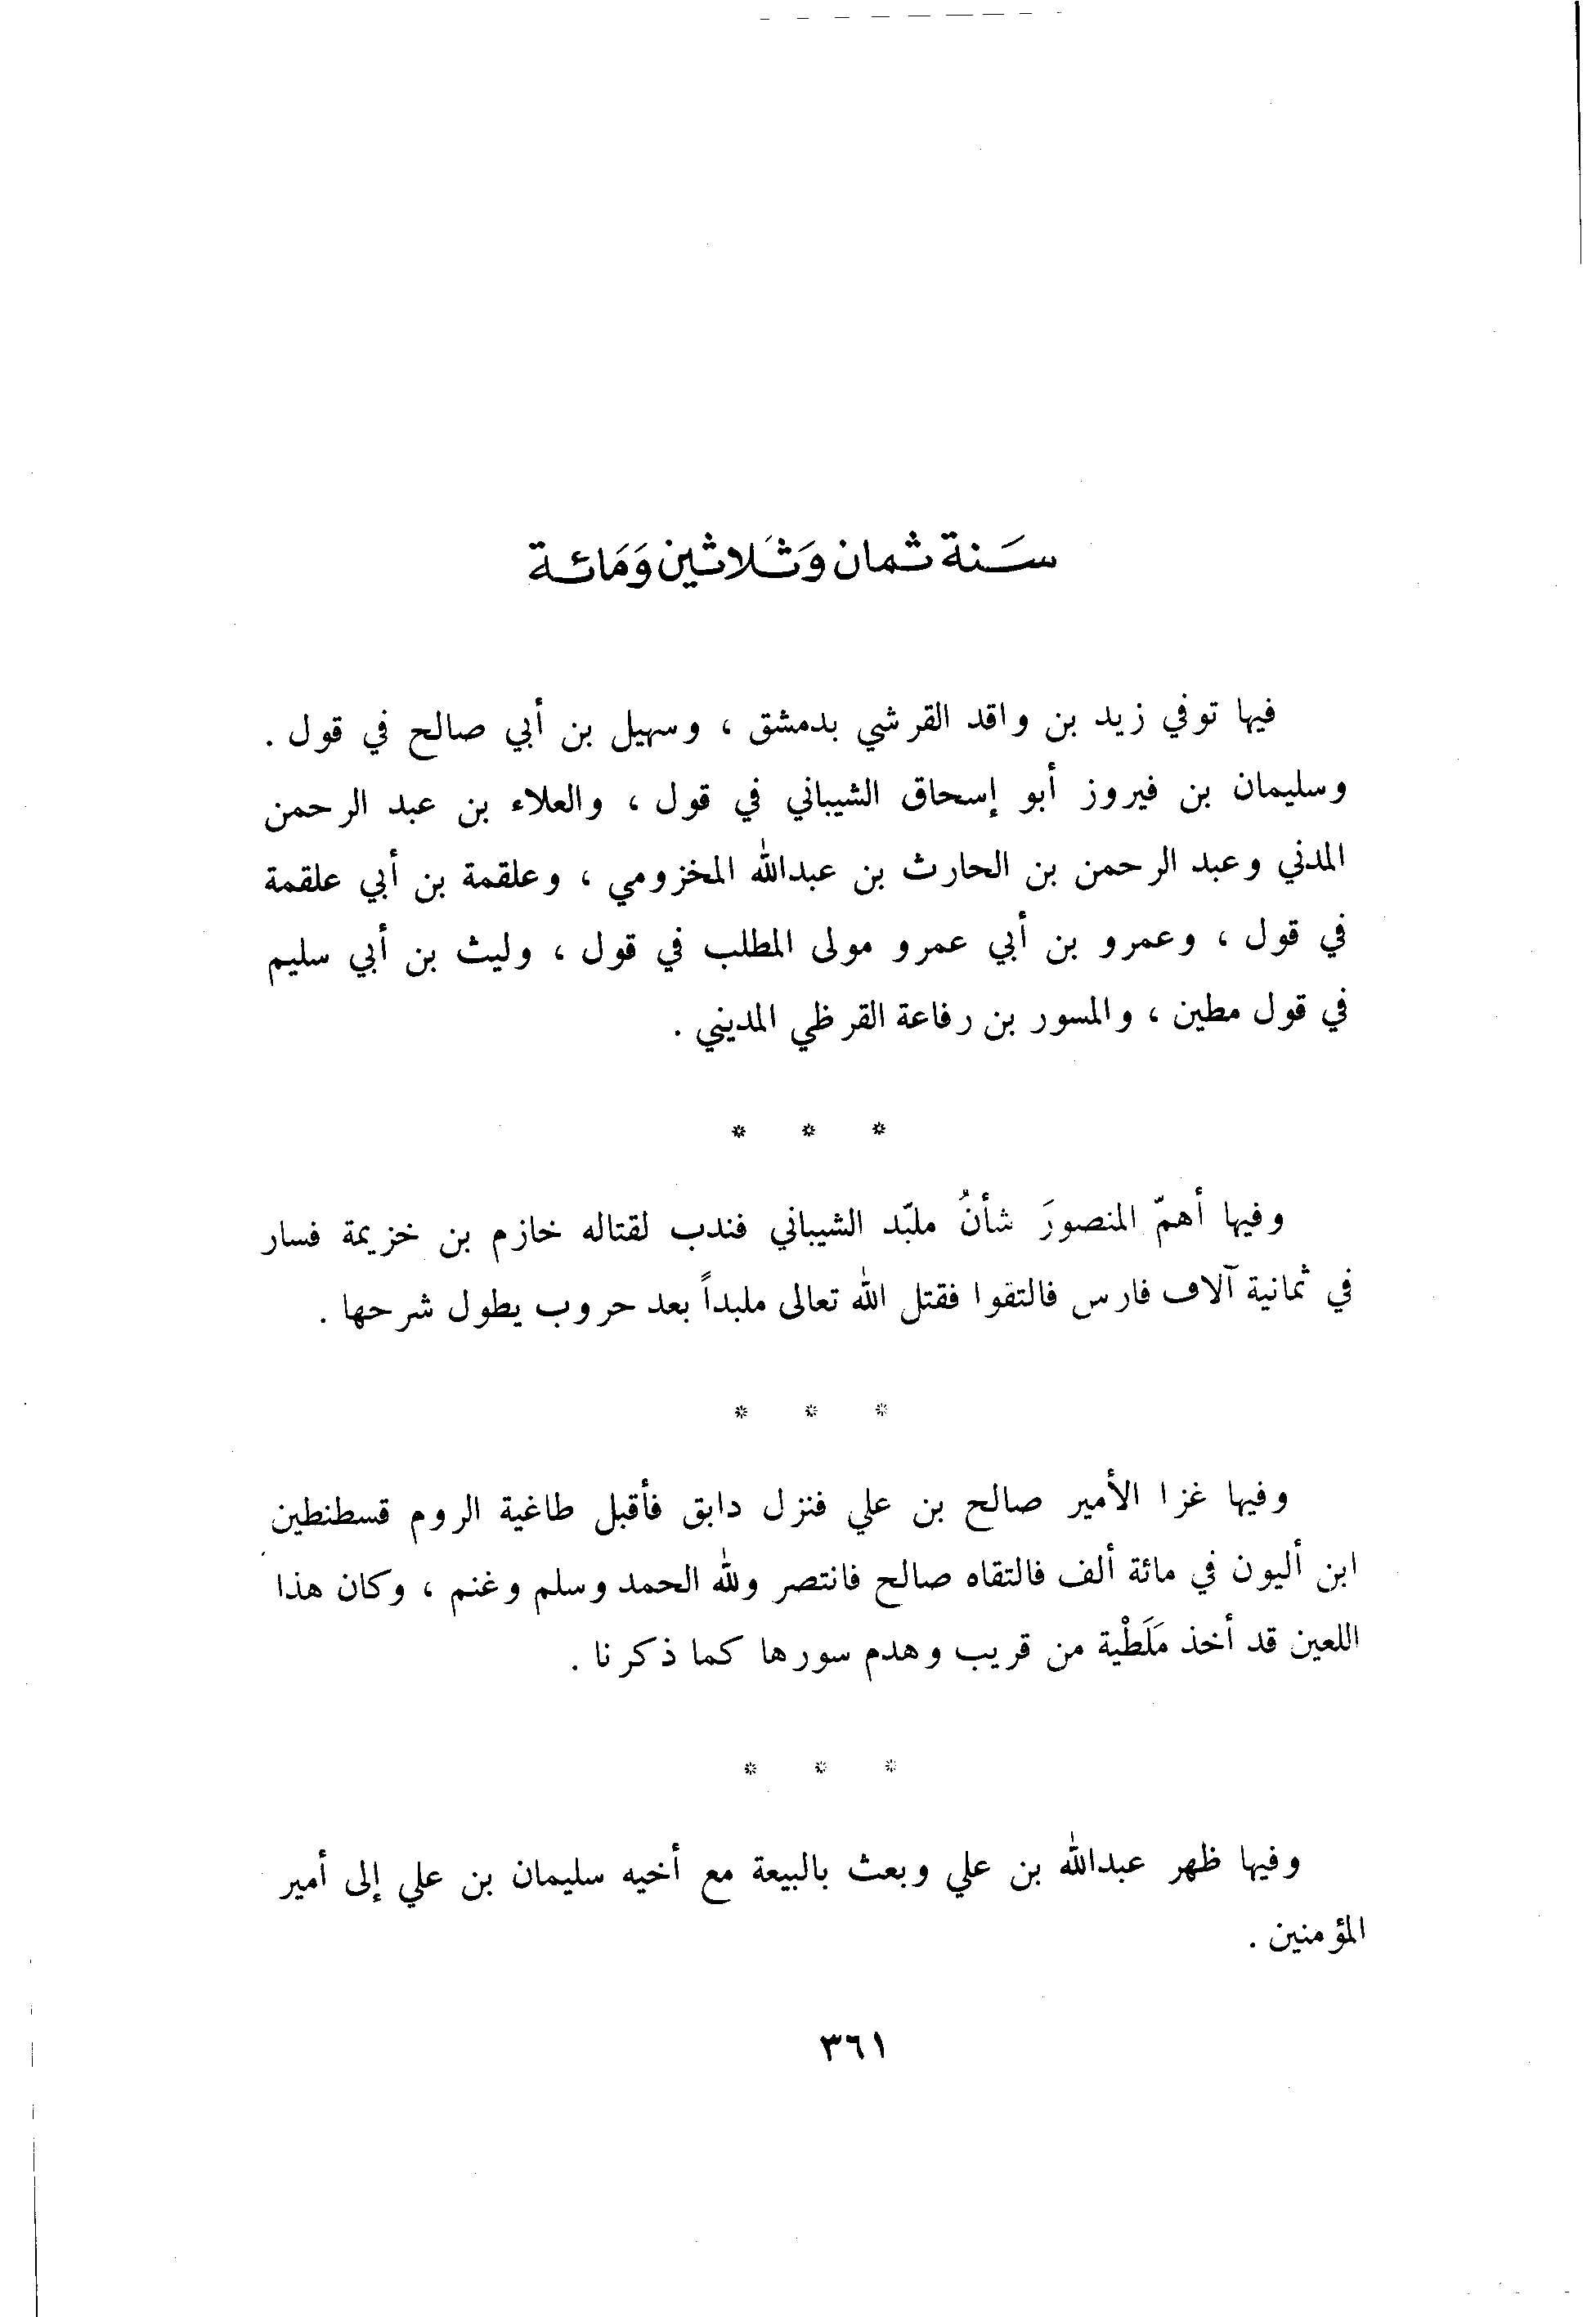 سَنة ثمان وَثَلاثين وَمَائة
فيها توفي زيد بن واقد القرشي بدمشق ، وسهيل بن أبي صالح في قول .
وسليمان بن فيروز أبو إسحاق الشيباني في قول ، والعلاء بن عبد الرحمن
المدني وعبد الرحمن بن الحارث بن عبدالله المخزومي ، وعلقمة بن أبي علقمة
في قول ، وعمرو بن أبي عمرو مولى المطلب في قول ، وليث بن أبي سليم
في قول مطين ، والمسور بن رفاعة القرظي المديني .
* * *
وفيها أهمّ المنصورَ شأنُ ملبّد الشيباني فندب لقتاله خازم بن خزيمة فسار
في ثمانية آلاف فارس فالتقوا فقتل الله تعالى ملبداً بعد حروب يطول شرحها .
* * *
وفيها غزا الأمير صالح بن علي فنزل دابق فأقبل طاغية الروم قسطنطين
ابن أليون في مائة ألف فالتقاه صالح فانتصر ولله الحمد وسلم وغنم ، وكان هذا
اللعين قد أخذ مَلَطْية من قريب وهدم سورها كما ذكرنا .
* * *
وفيها ظهر عبدالله بن علي وبعث بالبيعة مع أخيه سليمان بن علي إلى أمير
المؤمنين .
٣٦١